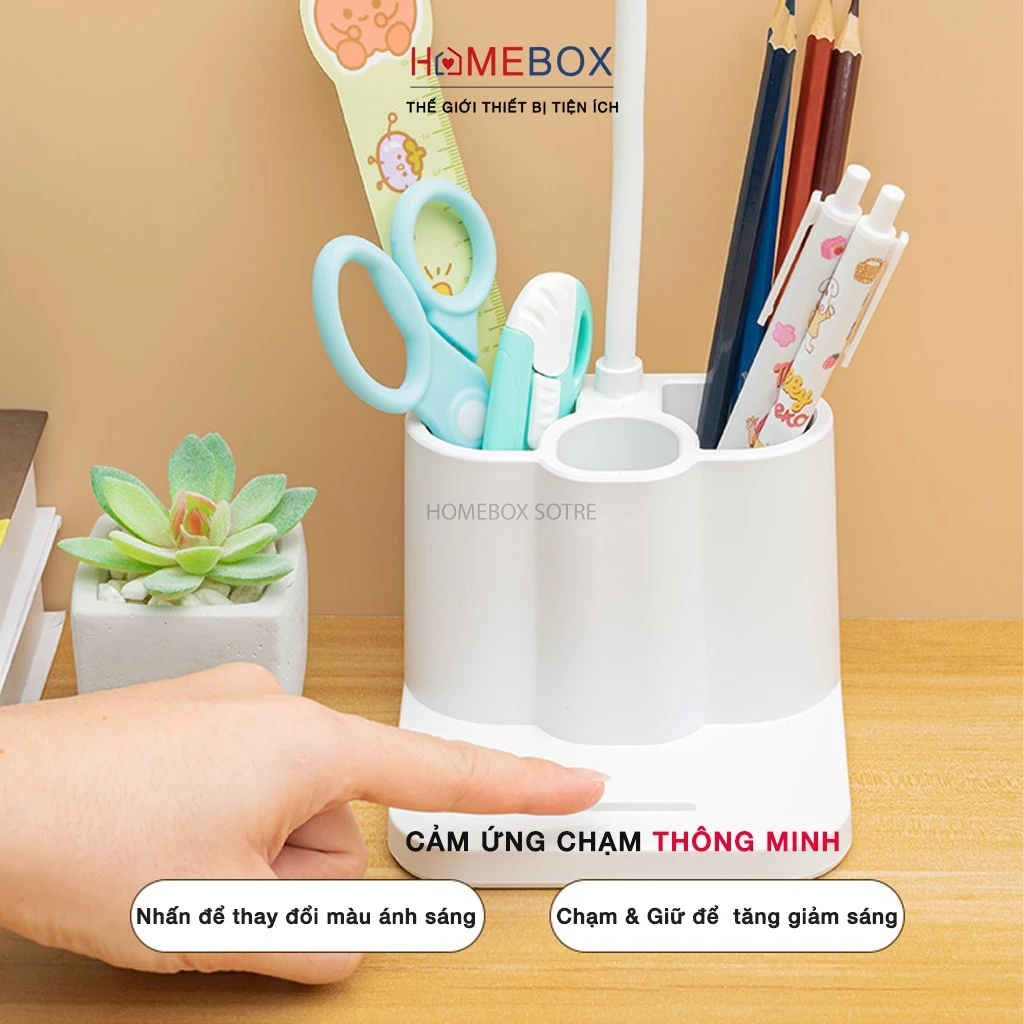 HOMEBOX
THẾ GIỚI THIẾT BỊ TIỆN ÍCH
HOMEBOX SOTRE
CẢM ỨNG CHẠM THÔNG MINH
Nhấn để thay đổi màu ánh sáng
Chạm & Giữ để tăng giảm sáng